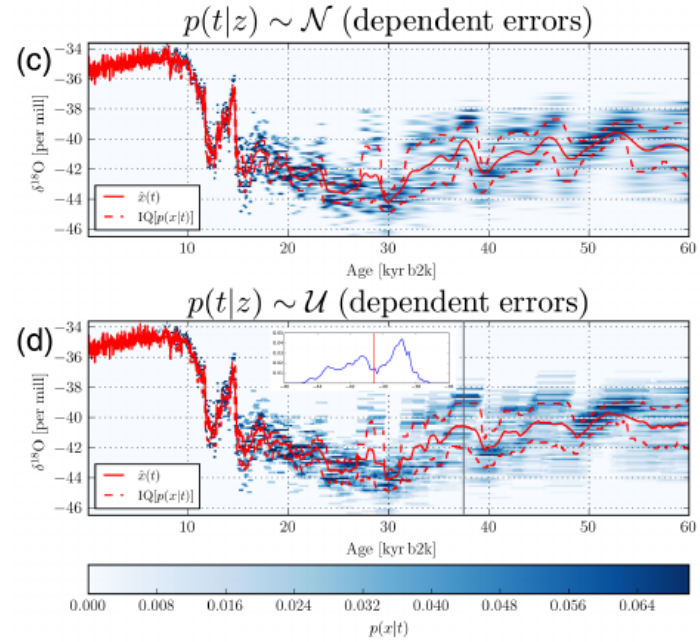 (c)
p(t|z) ∼ 𝒩 (dependent errors)
−34
−36
−38
−40
−42
−44
−46
δ¹⁸O [per mill]
x̂(t)
IQ[p(x|t)]
10 20 30 40 50 60
Age [kyr b2k]
(d)
p(t|z) ∼ 𝒰 (dependent errors)
−34
−36
−38
−40
−42
−44
−46
δ¹⁸O [per mill]
x̂(t)
IQ[p(x|t)]
10 20 30 40 50 60
Age [kyr b2k]
0.000 0.008 0.016 0.024 0.032 0.040 0.048 0.056 0.064
p(x|t)